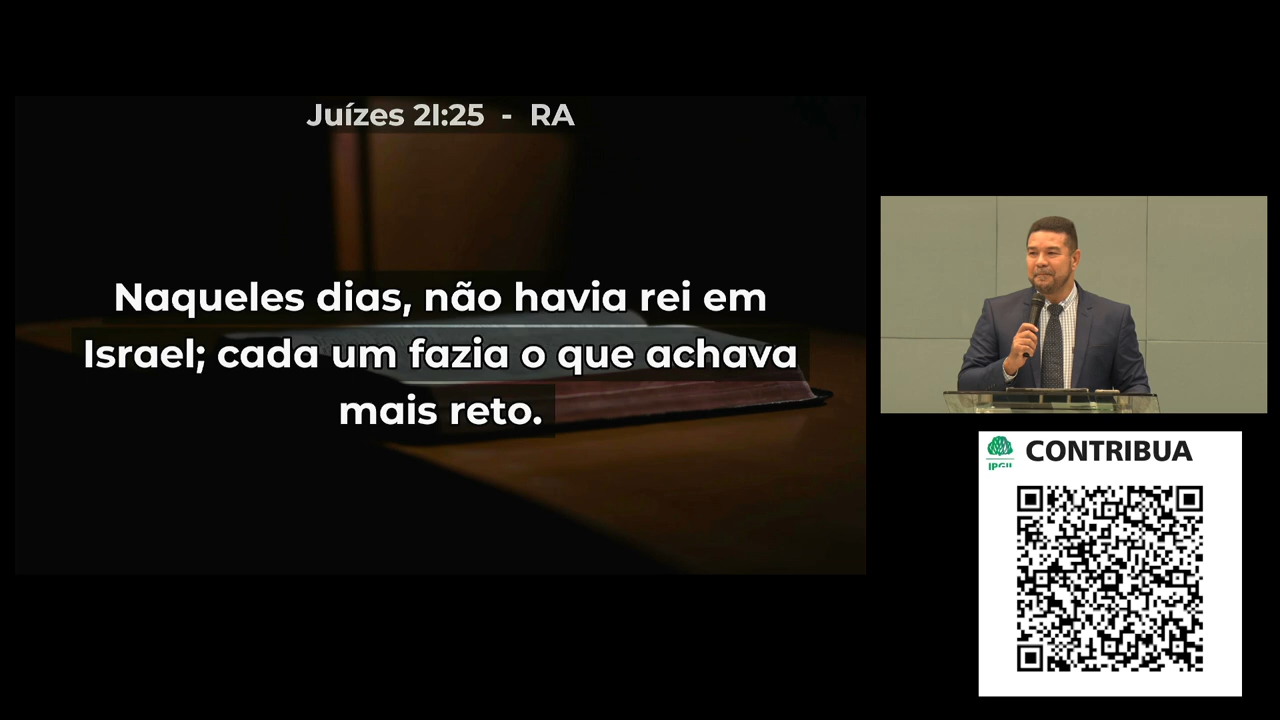 Juízes 21:25 - RA
Naqueles dias, não havia rei em
Israel; cada um fazia o que achava
mais reto.
CONTRIBUA